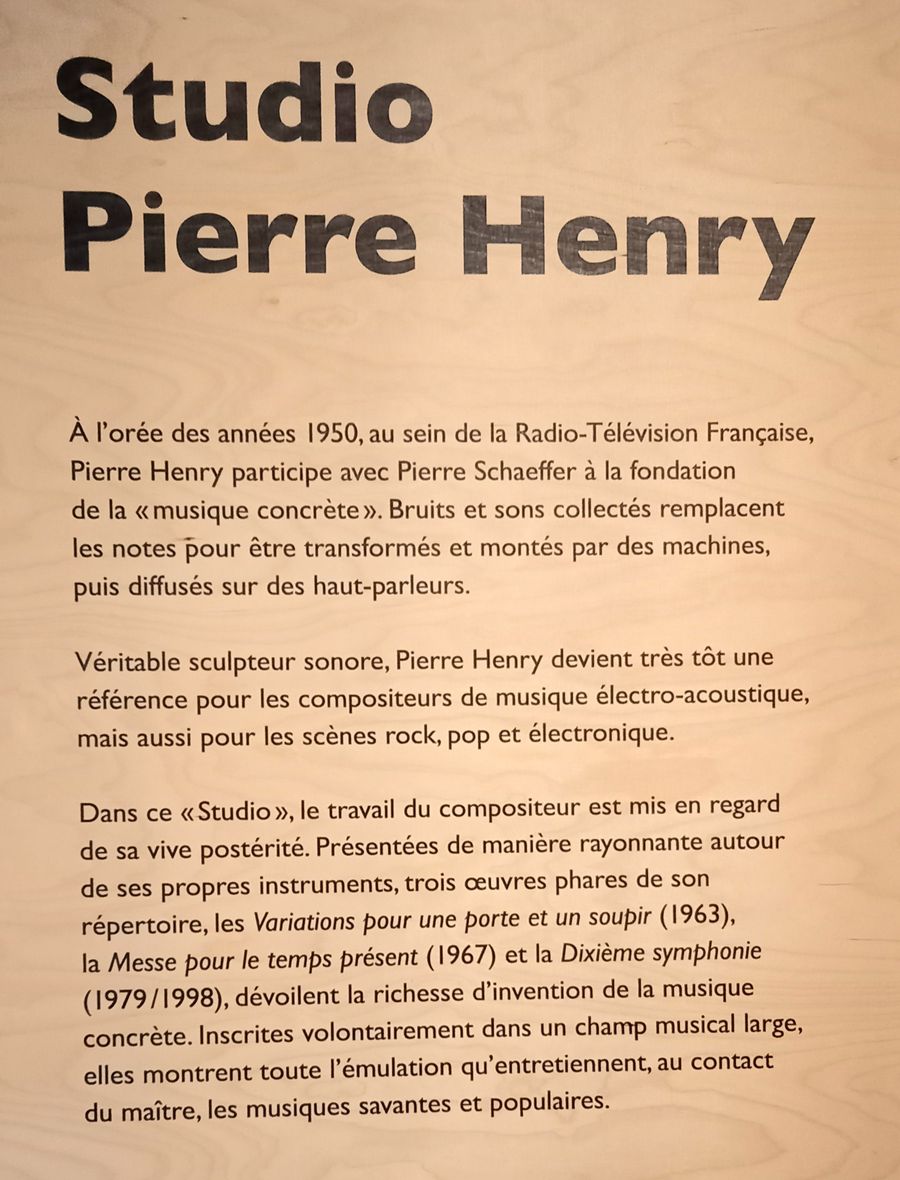 Studio
Pierre Henry
À l’orée des années 1950, au sein de la Radio-Télévision Française,
Pierre Henry participe avec Pierre Schaeffer à la fondation
de la « musique concrète ». Bruits et sons collectés remplacent
les notes pour être transformés et montés par des machines,
puis diffusés sur des haut-parleurs.
Véritable sculpteur sonore, Pierre Henry devient très tôt une
référence pour les compositeurs de musique électro-acoustique,
mais aussi pour les scènes rock, pop et électronique.
Dans ce « Studio », le travail du compositeur est mis en regard
de sa vive postérité. Présentées de manière rayonnante autour
de ses propres instruments, trois œuvres phares de son
répertoire, les Variations pour une porte et un soupir (1963),
la Messe pour le temps présent (1967) et la Dixième symphonie
(1979/1998), dévoilent la richesse d’invention de la musique
concrète. Inscrites volontairement dans un champ musical large,
elles montrent toute l’émulation qu’entretiennent, au contact
du maître, les musiques savantes et populaires.